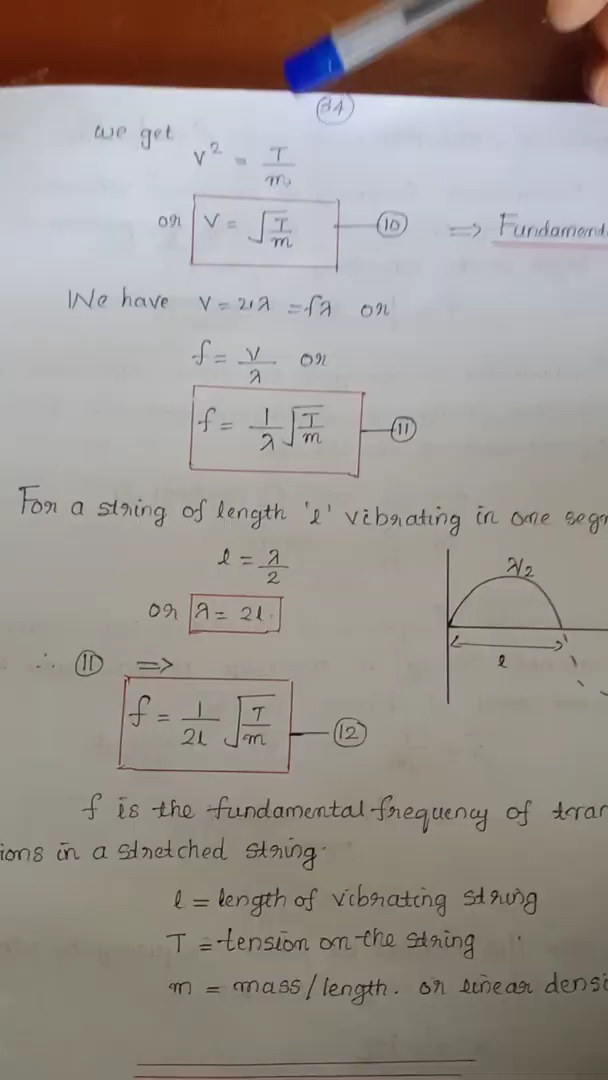 (34)
we get
v² = T/m
or v = √T/m —(10) => Fundament
We have v = υλ = fλ or
f = v/λ or
f = 1/λ √T/m —(11)
For a string of length 'l' vibrating in one seg
l = λ/2
λ/2
or λ = 2l.
l
∴ (11) =>
f = 1/2l √T/m —(12)
f is the fundamental frequency of tran
ions in a stretched string.
l = length of vibrating string
T = tension on the string
m = mass/length. or linear densi